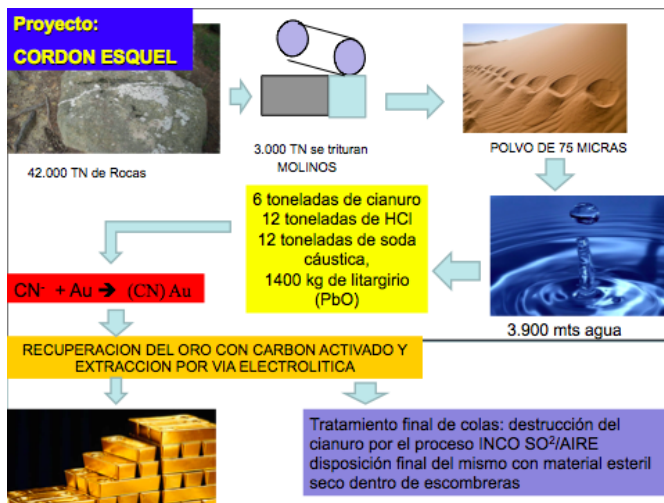 Proyecto:
CORDON ESQUEL
42.000 TN de Rocas
3.000 TN se trituran
MOLINOS
POLVO DE 75 MICRAS
3.900 mts agua
6 toneladas de cianuro
12 toneladas de HCl
12 toneladas de soda
cáustica,
1400 kg de litargirio
(PbO)
CN⁻ + Au ➔ (CN) Au
RECUPERACION DEL ORO CON CARBON ACTIVADO Y
EXTRACCION POR VIA ELECTROLITICA
Tratamiento final de colas: destrucción del
cianuro por el proceso INCO SO²/AIRE
disposición final del mismo con material esteril
seco dentro de escombreras